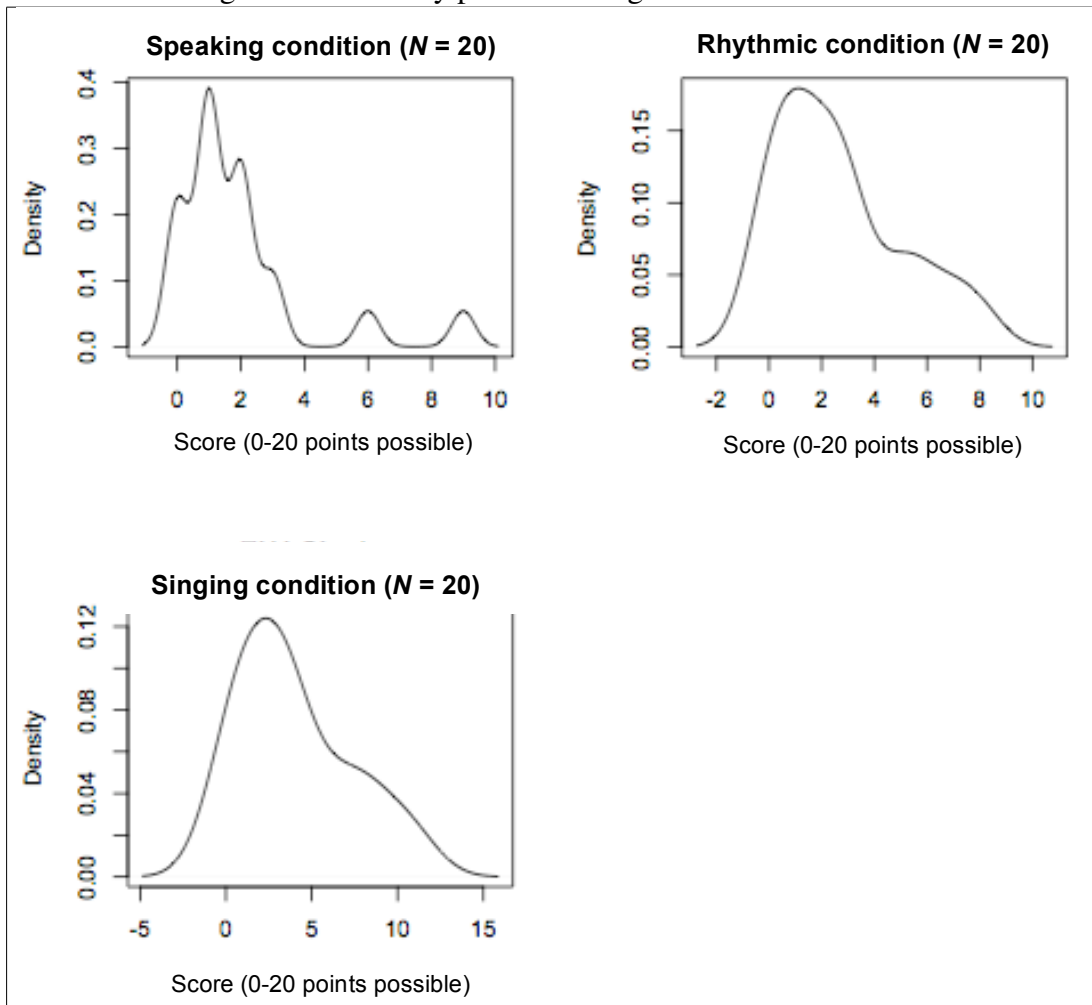 Speaking condition (N = 20)
0.4
0.3
0.2
0.1
0.0
Density
0 2 4 6 8 10
Score (0-20 points possible)
Rhythmic condition (N = 20)
0.15
0.10
0.05
0.00
Density
-2 0 2 4 6 8 10
Score (0-20 points possible)
Singing condition (N = 20)
0.12
0.08
0.04
0.00
Density
-5 0 5 10 15
Score (0-20 points possible)